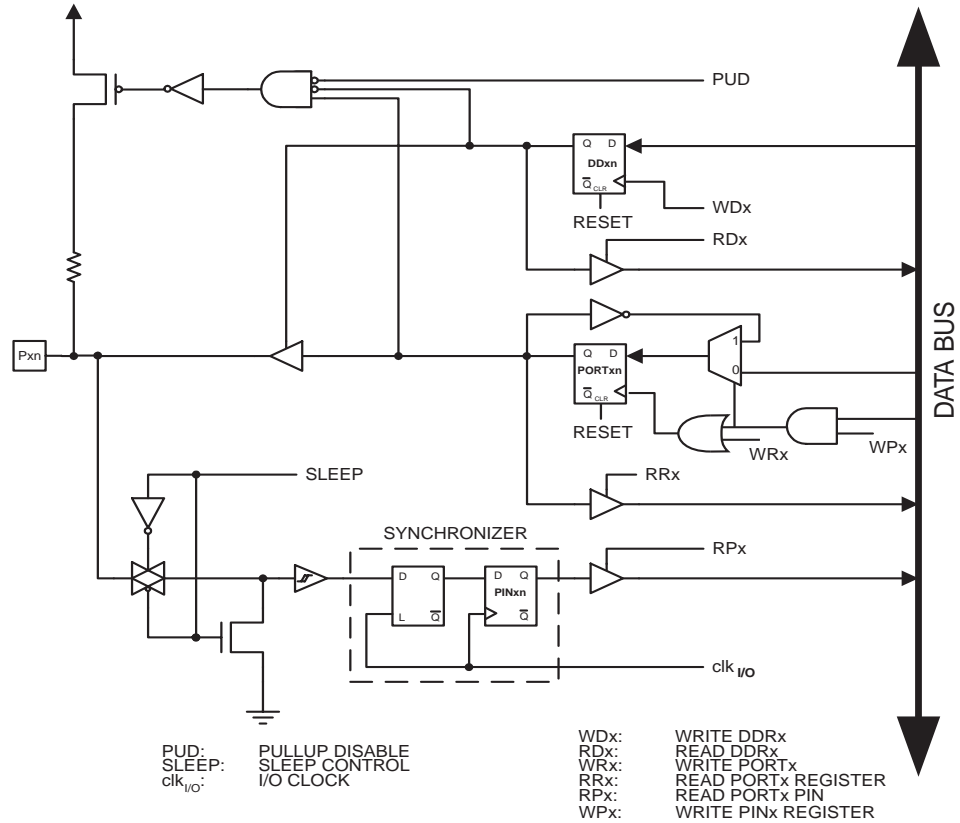 PUD
Q D
DDxn
Q CLR
WDx
RESET
RDx
Pxn
1
Q D
PORTxn
0
Q CLR
RESET
WRx
WPx
DATA BUS
SLEEP
RRx
SYNCHRONIZER
RPx
D Q
D Q
PINxn
L Q
Q
clk I/O
PUD: PULLUP DISABLE
SLEEP: SLEEP CONTROL
clkI/O: I/O CLOCK
WDx: WRITE DDRx
RDx: READ DDRx
WRx: WRITE PORTx
RRx: READ PORTx REGISTER
RPx: READ PORTx PIN
WPx: WRITE PINx REGISTER